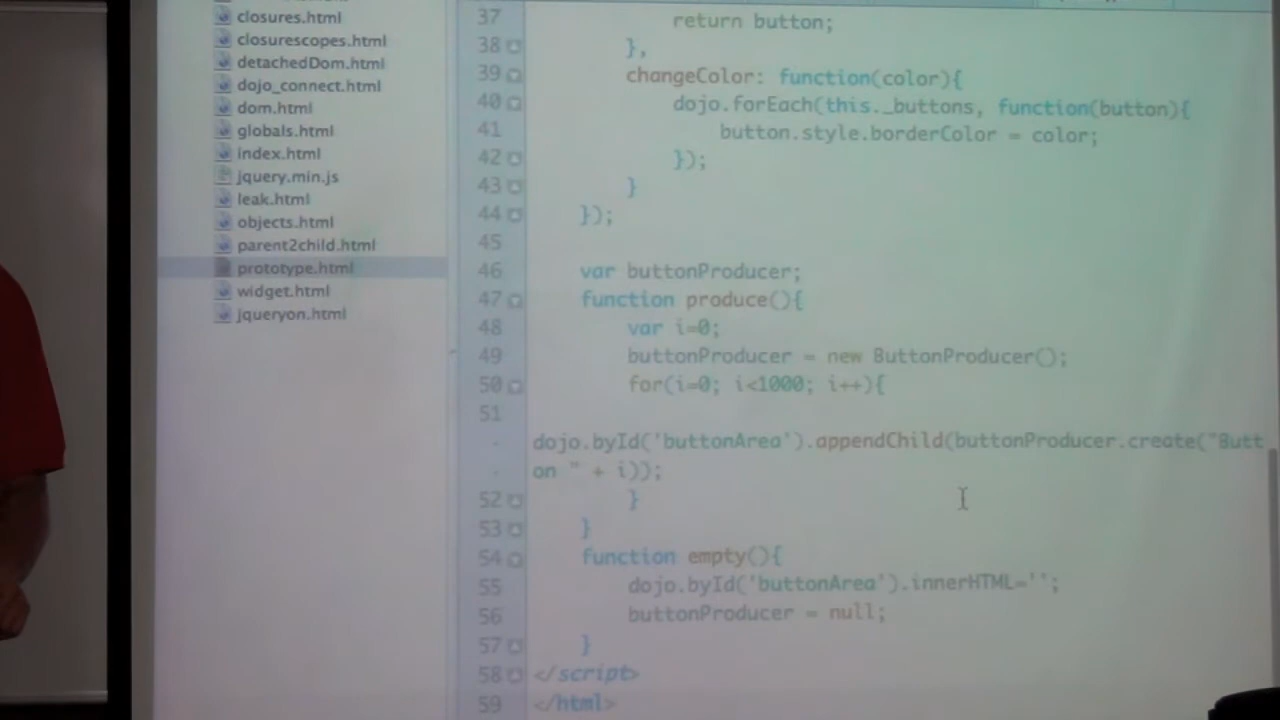 closures.html
closurescopes.html
detachedDom.html
dojo_connect.html
dom.html
globals.html
index.html
jquery.min.js
leak.html
objects.html
parent2child.html
prototype.html
widget.html
jqueryon.html
37 return button;
38 },
39 changeColor: function(color){
40 dojo.forEach(this._buttons, function(button){
41 button.style.borderColor = color;
42 });
43 }
44 });
45
46 var buttonProducer;
47 function produce(){
48 var i=0;
49 buttonProducer = new ButtonProducer();
50 for(i=0; i<1000; i++){
51
dojo.byId('buttonArea').appendChild(buttonProducer.create("Butt
on " + i));
52 }
53 }
54 function empty(){
55 dojo.byId('buttonArea').innerHTML='';
56 buttonProducer = null;
57 }
58 </script>
59 </html>